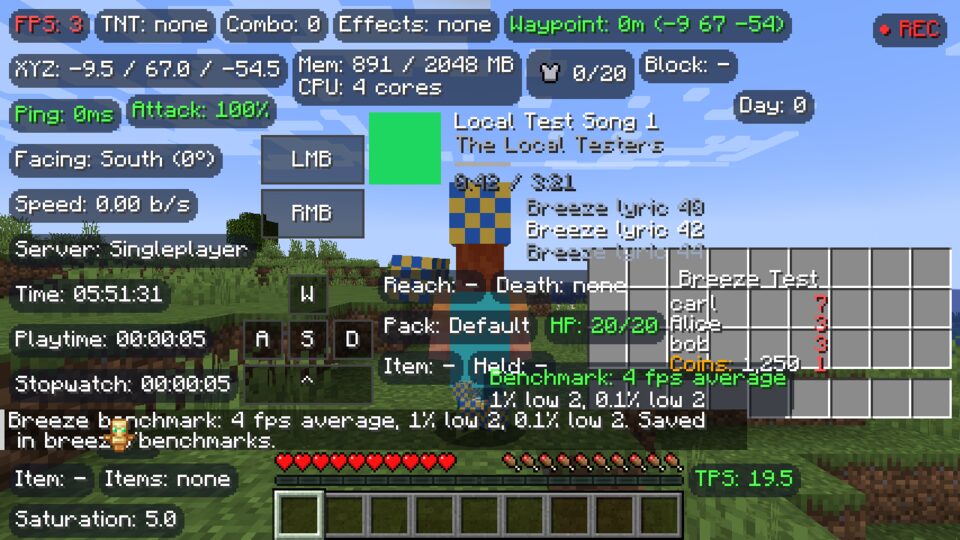 FPS: 3
TNT: none
Combo: 0
Effects: none
Waypoint: 0m (-9 67 -54)
REC
XYZ: -9.5 / 67.0 / -54.5
Mem: 891 / 2048 MB
CPU: 4 cores
0/20
Block: -
Day: 0
Ping: 0ms
Attack: 100%
Local Test Song 1
The Local Testers
0:42 / 3:21
Facing: South (0°)
LMB
RMB
Speed: 0.00 b/s
Breeze lyric 40
Breeze lyric 42
Breeze lyric 44
Server: Singleplayer
Reach: -
Death: none
Breeze Test
carl 7
Alice 3
bob 3
Coins: 1,250 1
Time: 05:51:31
W
Pack: Default
HP: 20/20
Playtime: 00:00:05
A
S
D
Item: -
Held: -
Stopwatch: 00:00:05
^
Benchmark: 4 fps average
1% low 2, 0.1% low 2
Breeze benchmark: 4 fps average, 1% low 2, 0.1% low 2. Saved
in breeze benchmarks.
Item: -
Items: none
TPS: 19.5
Saturation: 5.0